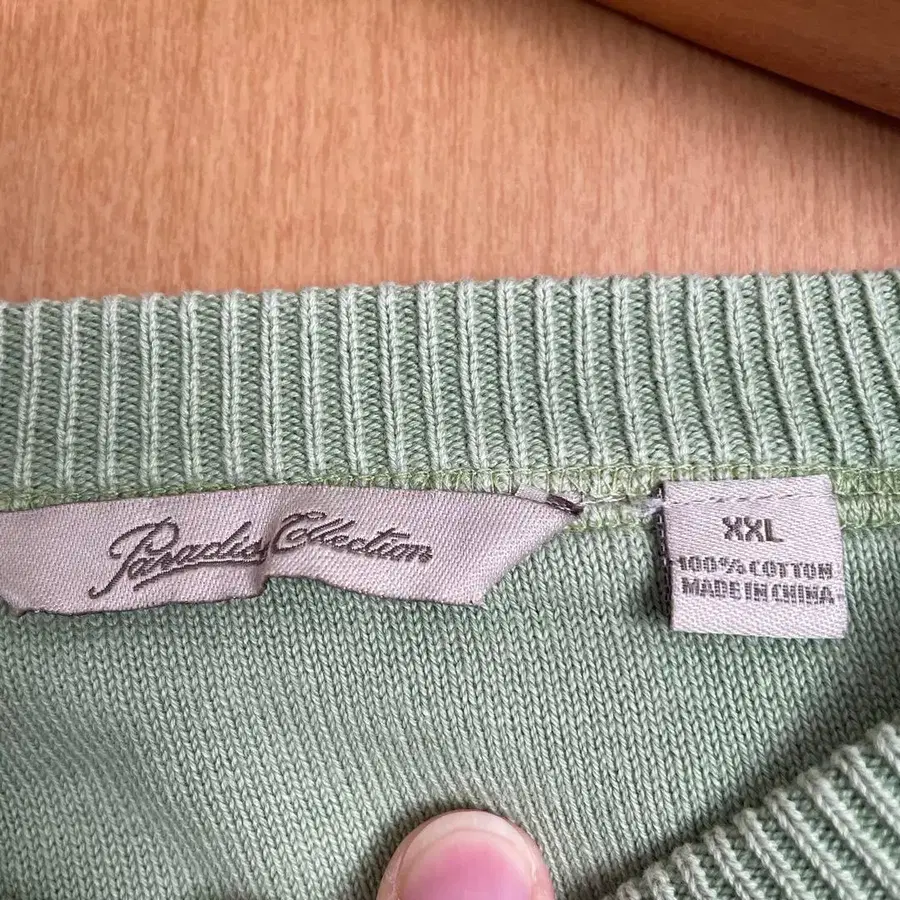 Paradise Collection
XXL
100% COTTON
MADE IN CHINA